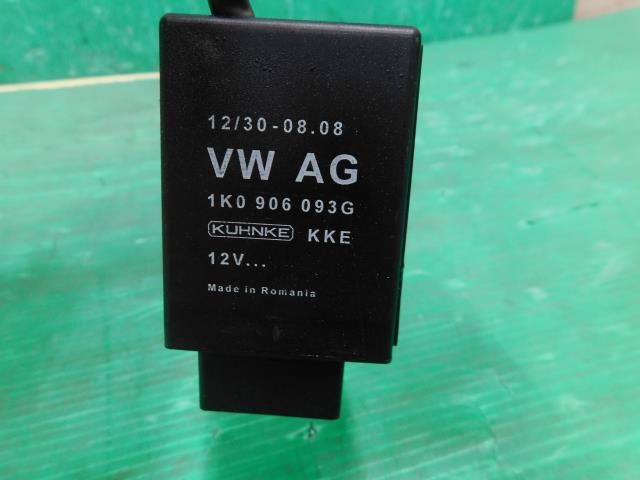 12/30-08.08
VW AG
1K0 906 093G
KUHNKE KKE
12V...
Made in Romania